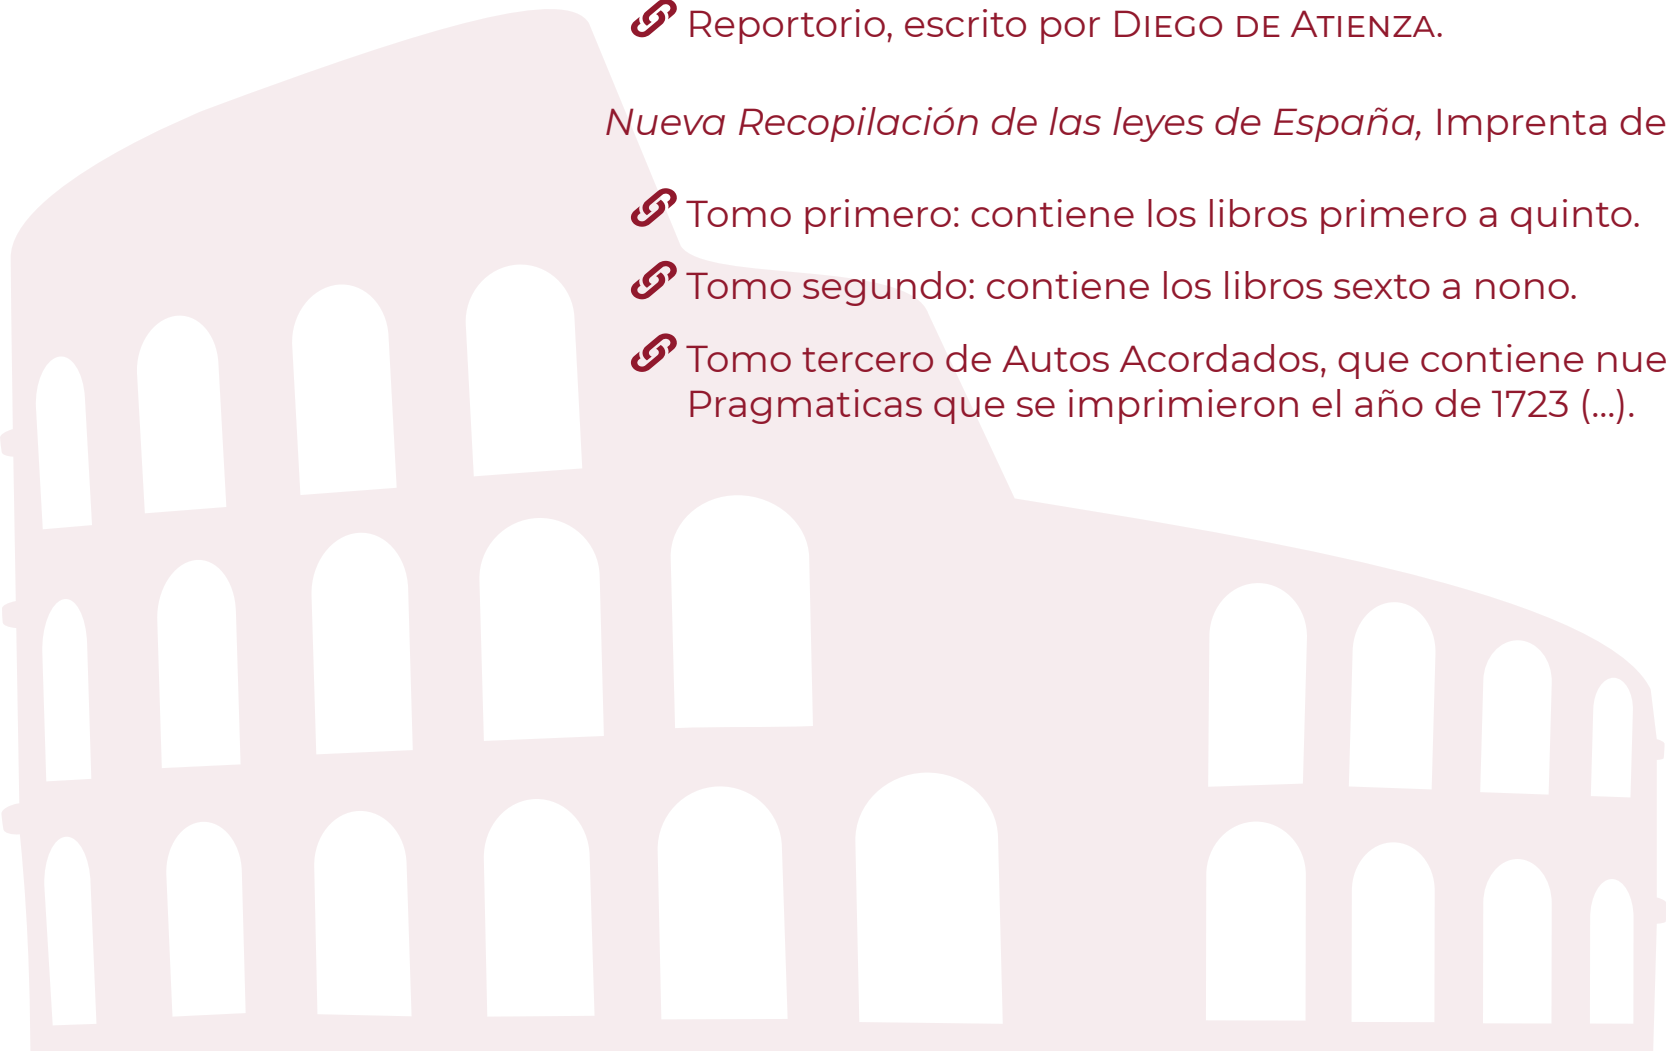 Reportorio, escrito por Diego de Atienza.
Nueva Recopilación de las leyes de España, Imprenta de
Tomo primero: contiene los libros primero a quinto.
Tomo segundo: contiene los libros sexto a nono.
Tomo tercero de Autos Acordados, que contiene nue
Pragmaticas que se imprimieron el año de 1723 (...).